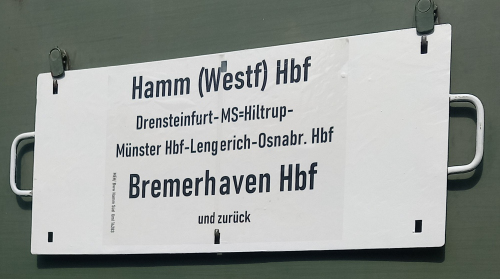 Hamm (Westf) Hbf
Drensteinfurt-MS=Hiltrup-
Münster Hbf-Lengerich-Osnabr. Hbf
Bremerhaven Hbf
und zurück